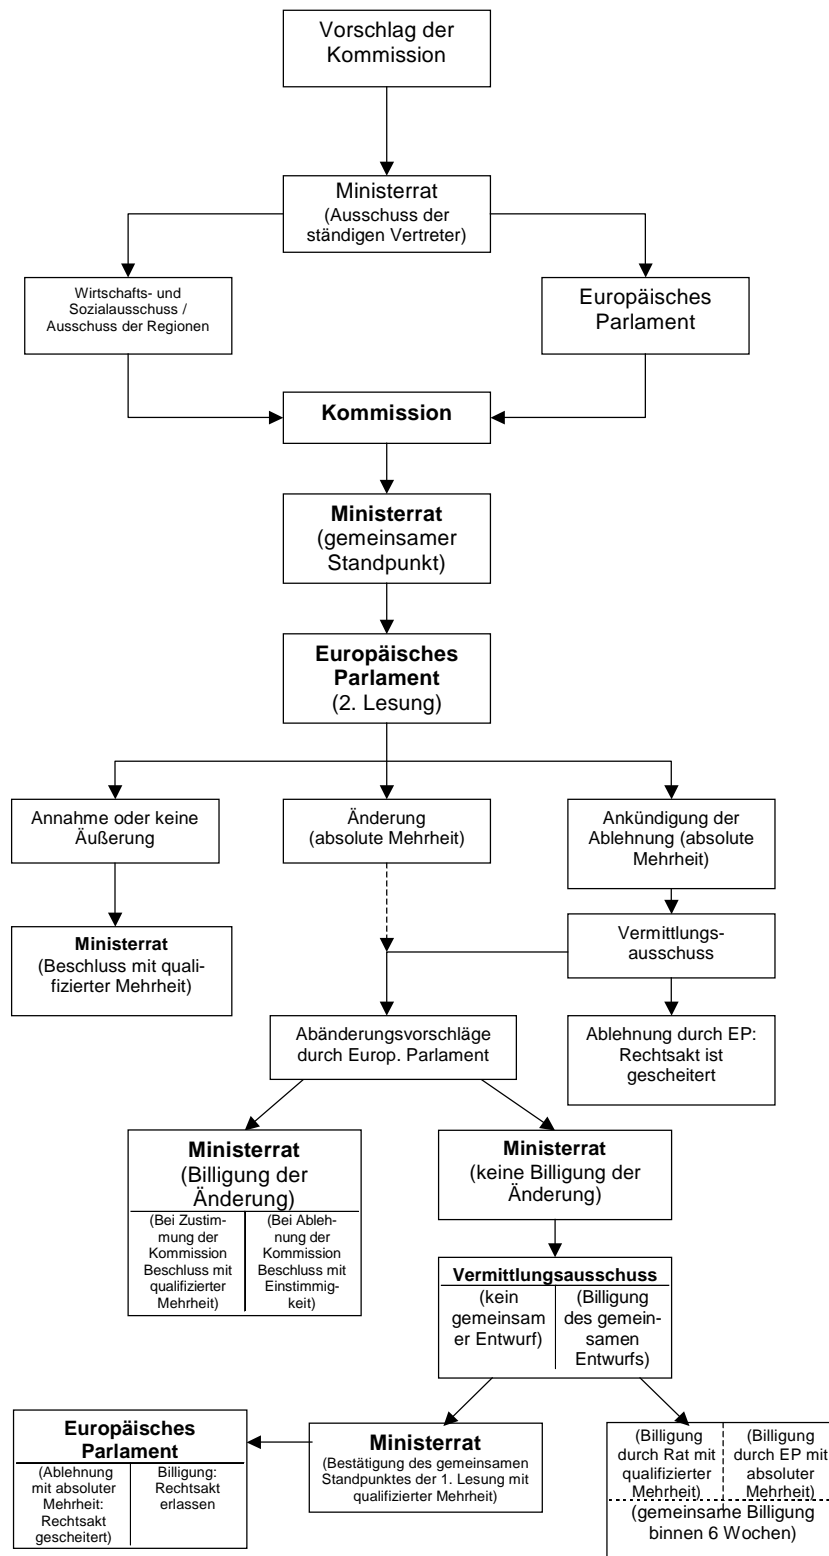 Vorschlag der
Kommission
Ministerrat
(Ausschuss der
ständigen Vertreter)
Wirtschafts- und
Sozialausschuss /
Ausschuss der Regionen
Europäisches
Parlament
Kommission
Ministerrat
(gemeinsamer
Standpunkt)
Europäisches
Parlament
(2. Lesung)
Annahme oder keine
Äußerung
Änderung
(absolute Mehrheit)
Ankündigung der
Ablehnung (absolute
Mehrheit)
Ministerrat
(Beschluss mit quali-
fizierter Mehrheit)
Vermittlungs-
ausschuss
Abänderungsvorschläge
durch Europ. Parlament
Ablehnung durch EP:
Rechtsakt ist
gescheitert
Ministerrat
(Billigung der
Änderung)
(Bei Zustim-
mung der
Kommission
Beschluss mit
qualifizierter
Mehrheit)
(Bei Ableh-
nung der
Kommission
Beschluss mit
Einstimmig-
keit)
Ministerrat
(keine Billigung der
Änderung)
Vermittlungsausschuss
(kein
gemeinsam
er Entwurf)
(Billigung
des gemein-
samen
Entwurfs)
Europäisches
Parlament
(Ablehnung
mit absoluter
Mehrheit:
Rechtsakt
gescheitert)
Billigung:
Rechtsakt
erlassen
Ministerrat
(Bestätigung des gemeinsamen
Standpunktes der 1. Lesung mit
qualifizierter Mehrheit)
(Billigung
durch Rat mit
qualifizierter
Mehrheit)
(Billigung
durch EP mit
absoluter
Mehrheit)
(gemeinsame Billigung
binnen 6 Wochen)